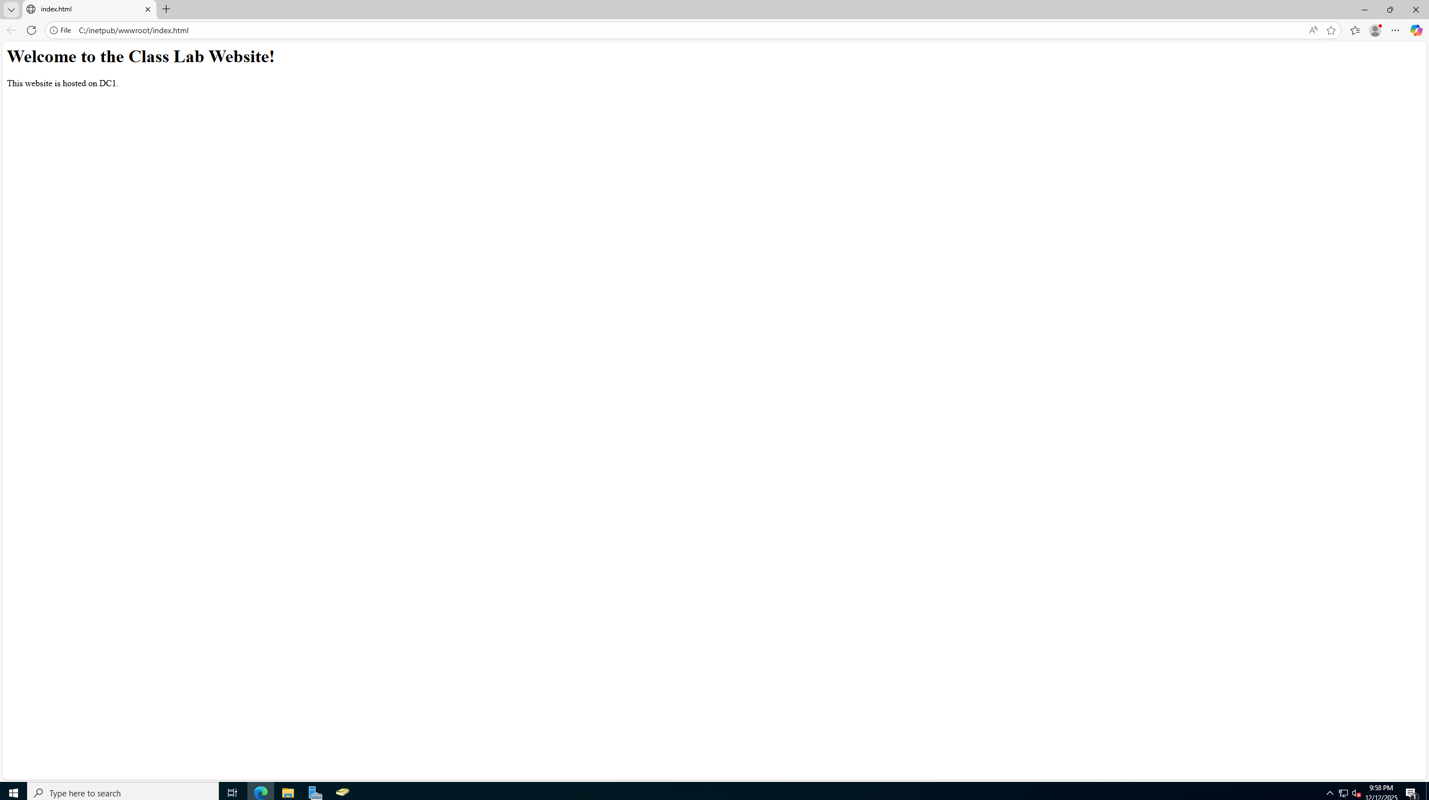 index.html
File
C:/inetpub/wwwroot/index.html
Welcome to the Class Lab Website!
This website is hosted on DC1.
Type here to search
9:58 PM
12/12/2025